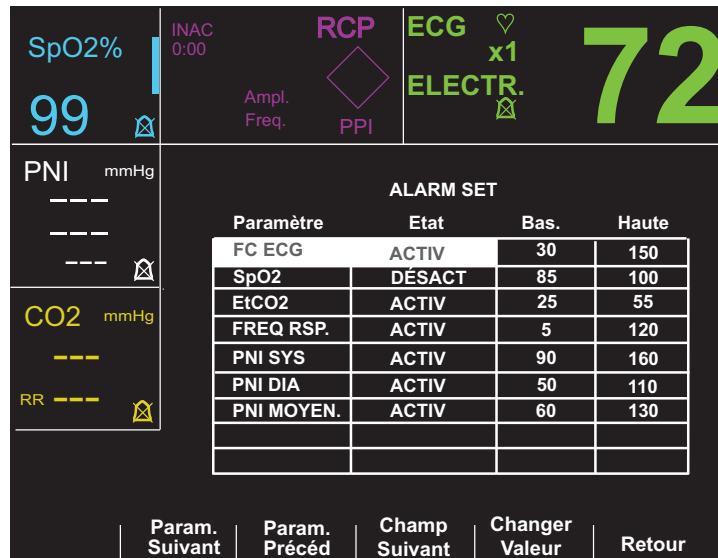 SpO2%
99
INAC
0:00
RCP
Ampl.
Freq.
PPI
ECG
x1
ELECTR.
72
PNI mmHg
---
---
---
CO2 mmHg
---
RR ---
ALARM SET
Paramètre Etat Bas. Haute
FC ECG ACTIV 30 150
SpO2 DÉSACT 85 100
EtCO2 ACTIV 25 55
FREQ RSP. ACTIV 5 120
PNI SYS ACTIV 90 160
PNI DIA ACTIV 50 110
PNI MOYEN. ACTIV 60 130
Param. Suivant
Param. Précéd
Champ Suivant
Changer Valeur
Retour